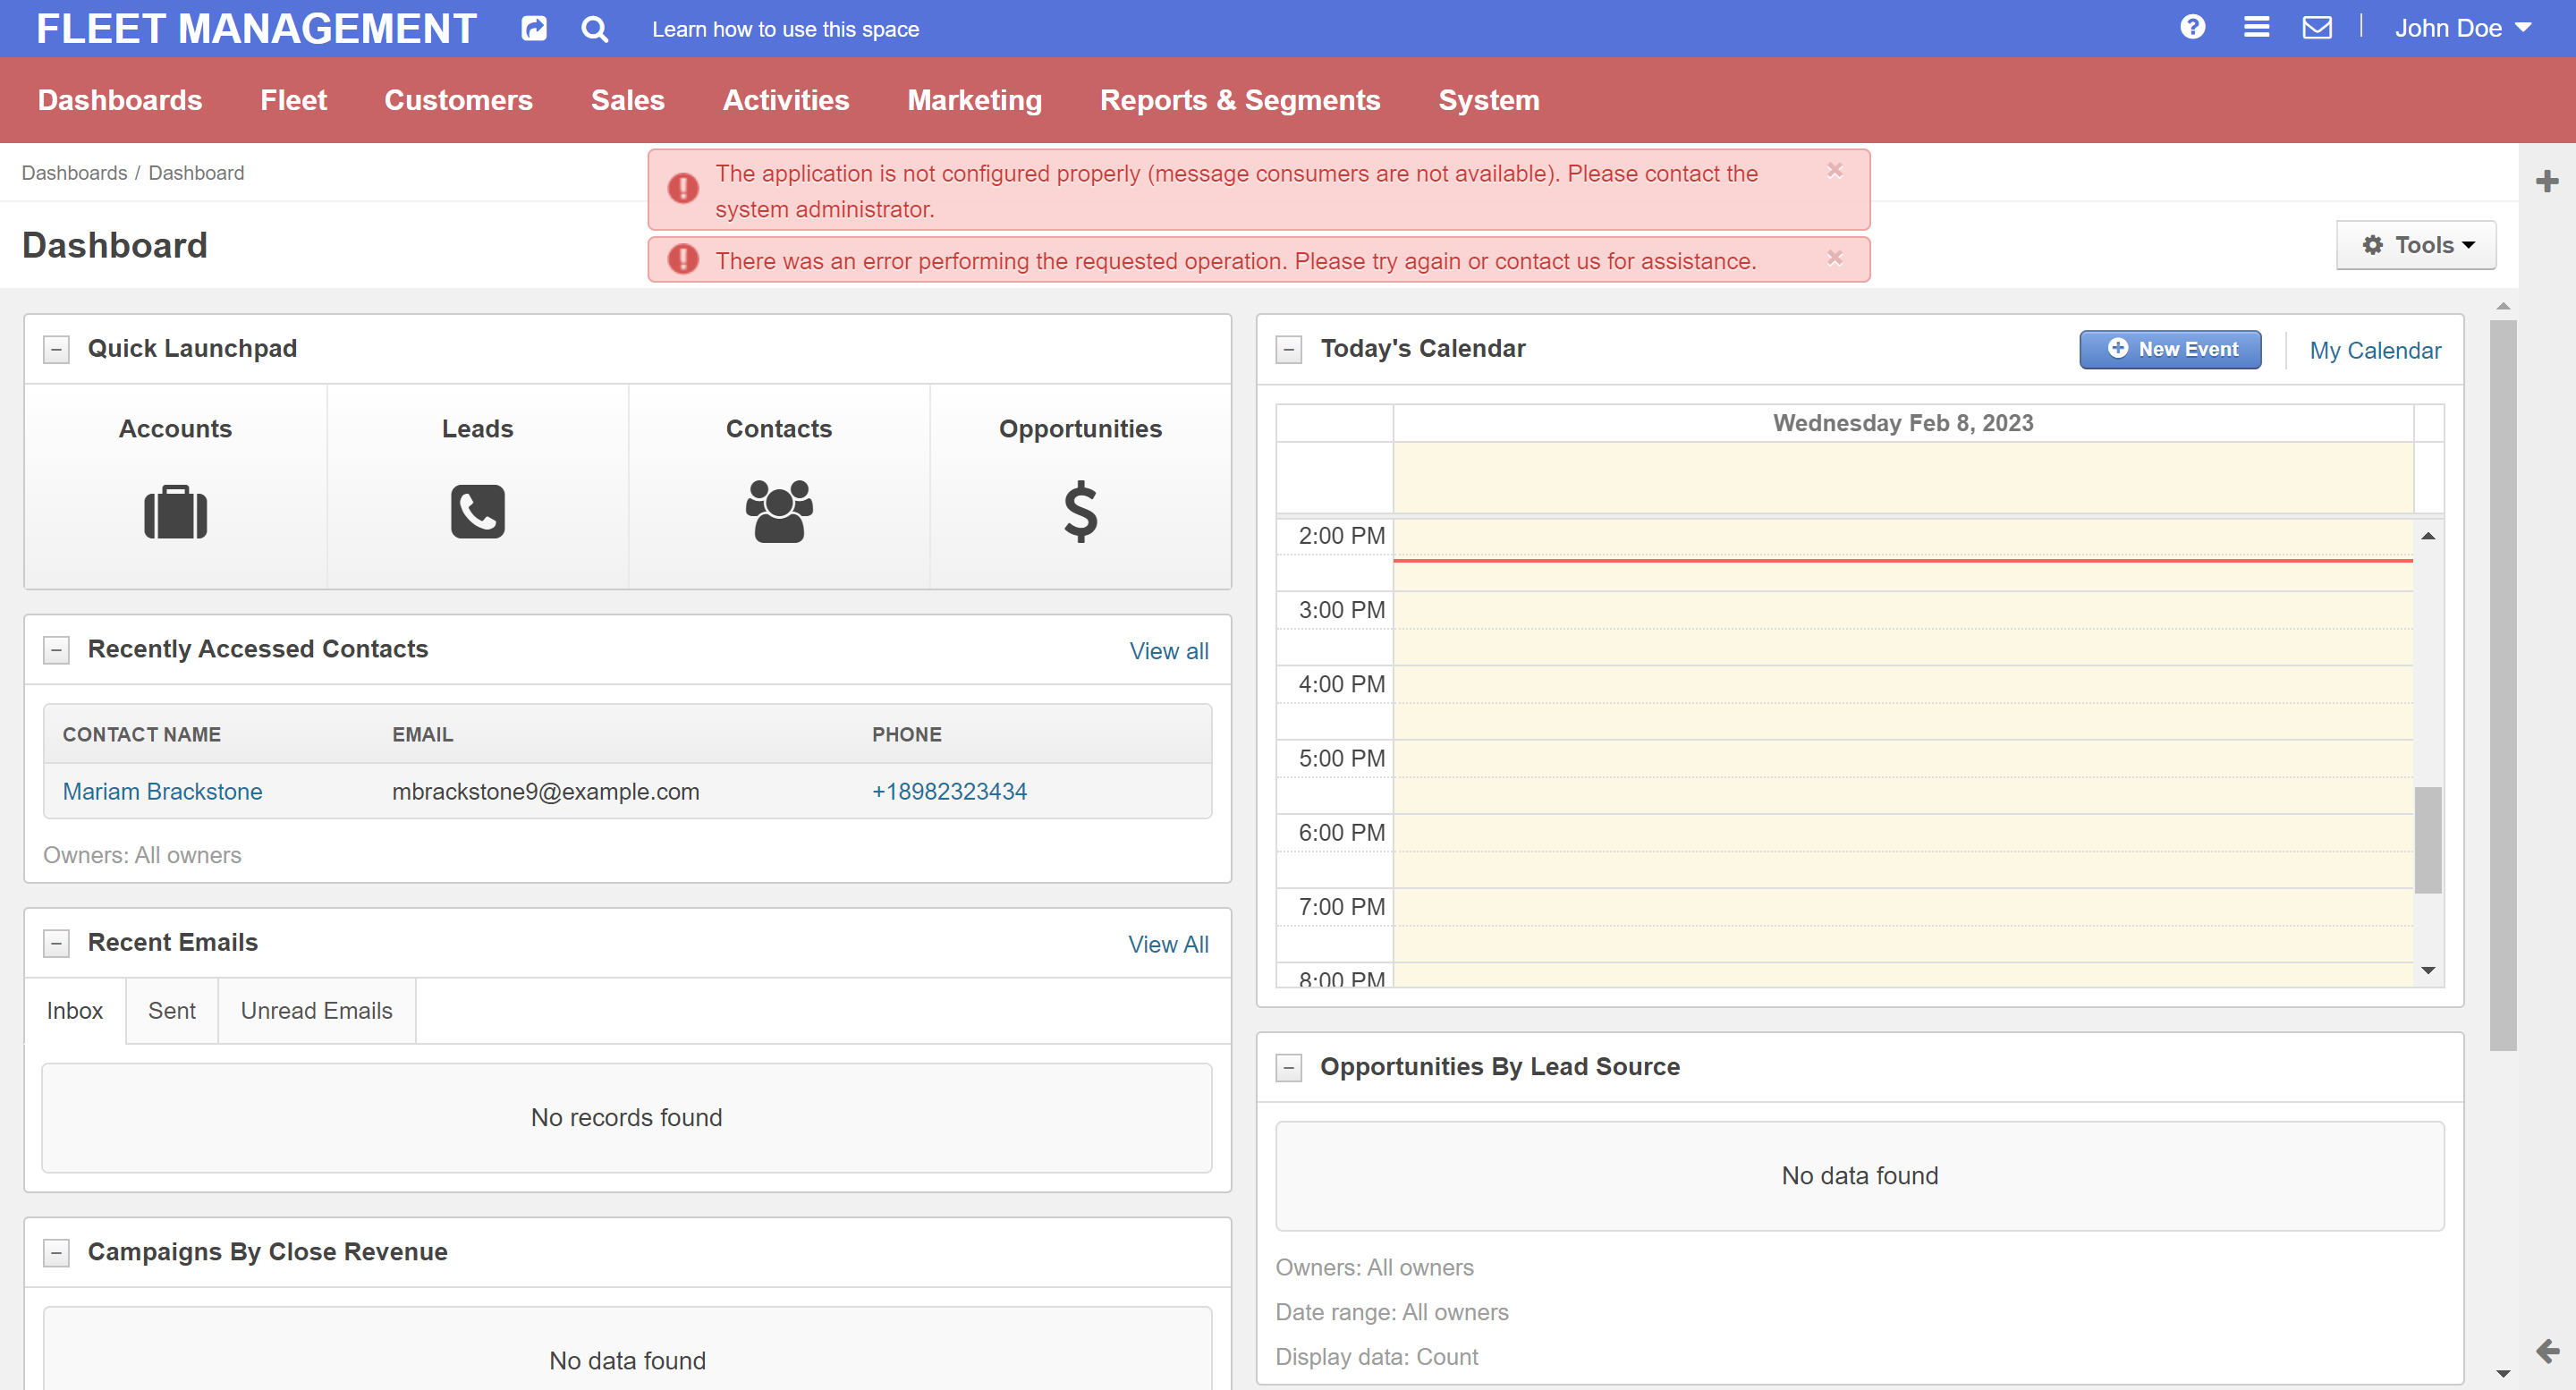 FLEET MANAGEMENT
Learn how to use this space
John Doe
Dashboards Fleet Customers Sales Activities Marketing Reports & Segments System
Dashboards / Dashboard
The application is not configured properly (message consumers are not available). Please contact the
system administrator.
There was an error performing the requested operation. Please try again or contact us for assistance.
Dashboard
Tools
Quick Launchpad
Accounts Leads Contacts Opportunities
Recently Accessed Contacts
View all
CONTACT NAME EMAIL PHONE
Mariam Brackstone mbrackstone9@example.com +18982323434
Owners: All owners
Recent Emails
View All
Inbox Sent Unread Emails
No records found
Campaigns By Close Revenue
No data found
Today's Calendar
New Event
My Calendar
Wednesday Feb 8, 2023
2:00 PM
3:00 PM
4:00 PM
5:00 PM
6:00 PM
7:00 PM
8:00 PM
Opportunities By Lead Source
No data found
Owners: All owners
Date range: All owners
Display data: Count